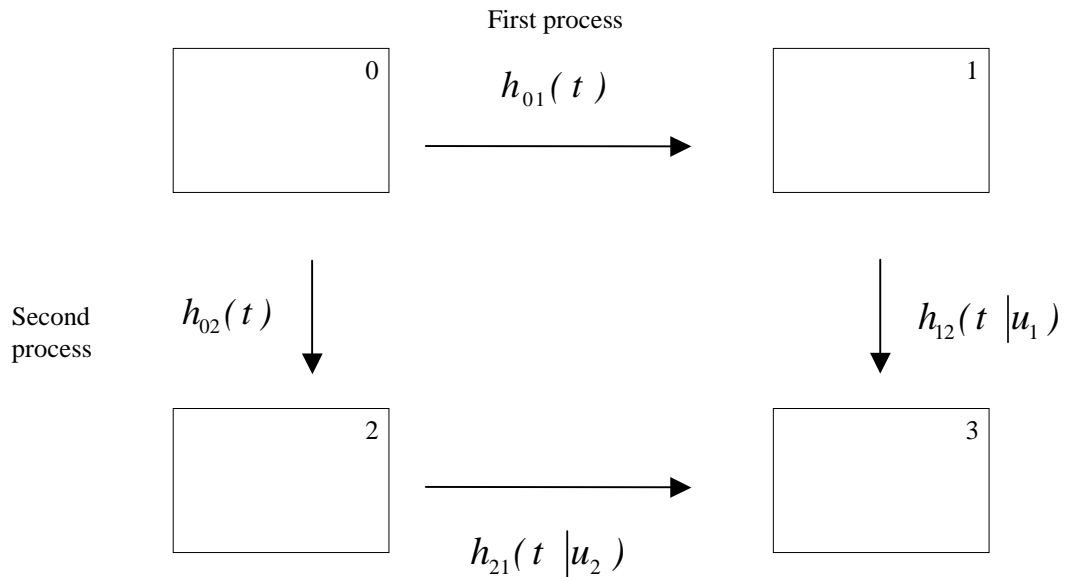 First process
0
h₀₁( t )
1
Second
process
h₀₂( t )
h₁₂( t |u₁ )
2
3
h₂₁( t |u₂ )